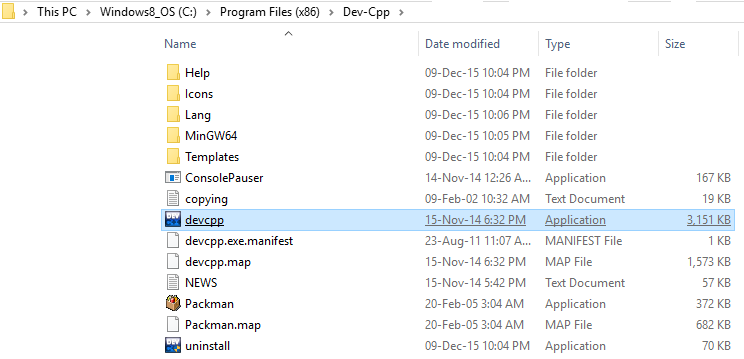 This PC > Windows8_OS (C:) > Program Files (x86) > Dev-Cpp >
Name Date modified Type Size
Help 09-Dec-15 10:04 PM File folder
Icons 09-Dec-15 10:04 PM File folder
Lang 09-Dec-15 10:06 PM File folder
MinGW64 09-Dec-15 10:05 PM File folder
Templates 09-Dec-15 10:04 PM File folder
ConsolePauser 14-Nov-14 12:26 A... Application 167 KB
copying 09-Feb-02 10:32 AM Text Document 19 KB
devcpp 15-Nov-14 6:32 PM Application 3,151 KB
devcpp.exe.manifest 23-Aug-11 11:07 A... MANIFEST File 1 KB
devcpp.map 15-Nov-14 6:32 PM MAP File 1,573 KB
NEWS 15-Nov-14 5:42 PM Text Document 57 KB
Packman 20-Feb-05 3:04 AM Application 372 KB
Packman.map 20-Feb-05 3:04 AM MAP File 682 KB
uninstall 09-Dec-15 10:04 PM Application 70 KB